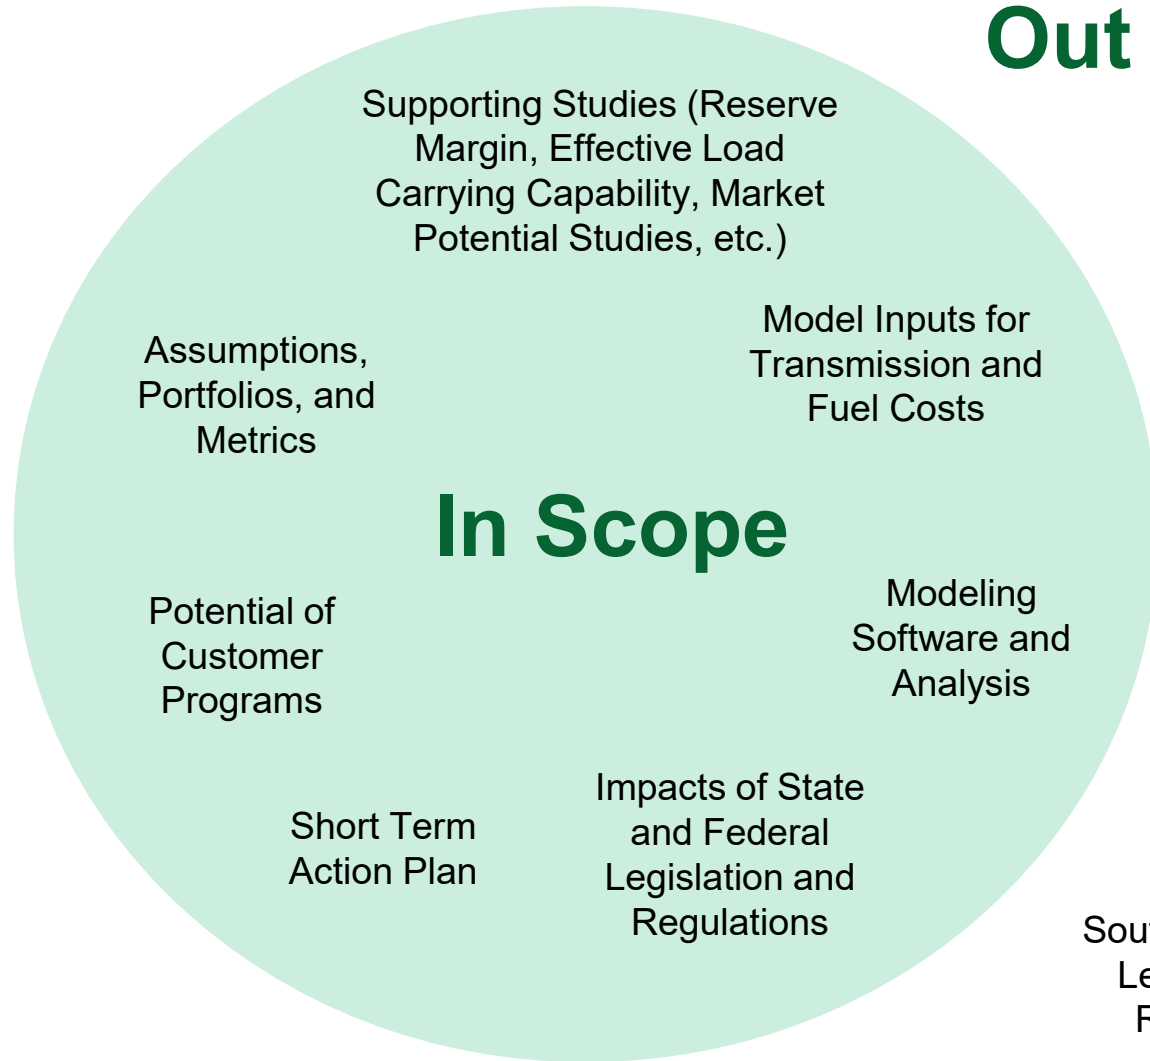 Out
Supporting Studies (Reserve
Margin, Effective Load
Carrying Capability, Market
Potential Studies, etc.)
Model Inputs for
Transmission and
Fuel Costs
Assumptions,
Portfolios, and
Metrics
In Scope
Modeling
Software and
Analysis
Potential of
Customer
Programs
Impacts of State
and Federal
Legislation and
Regulations
Short Term
Action Plan